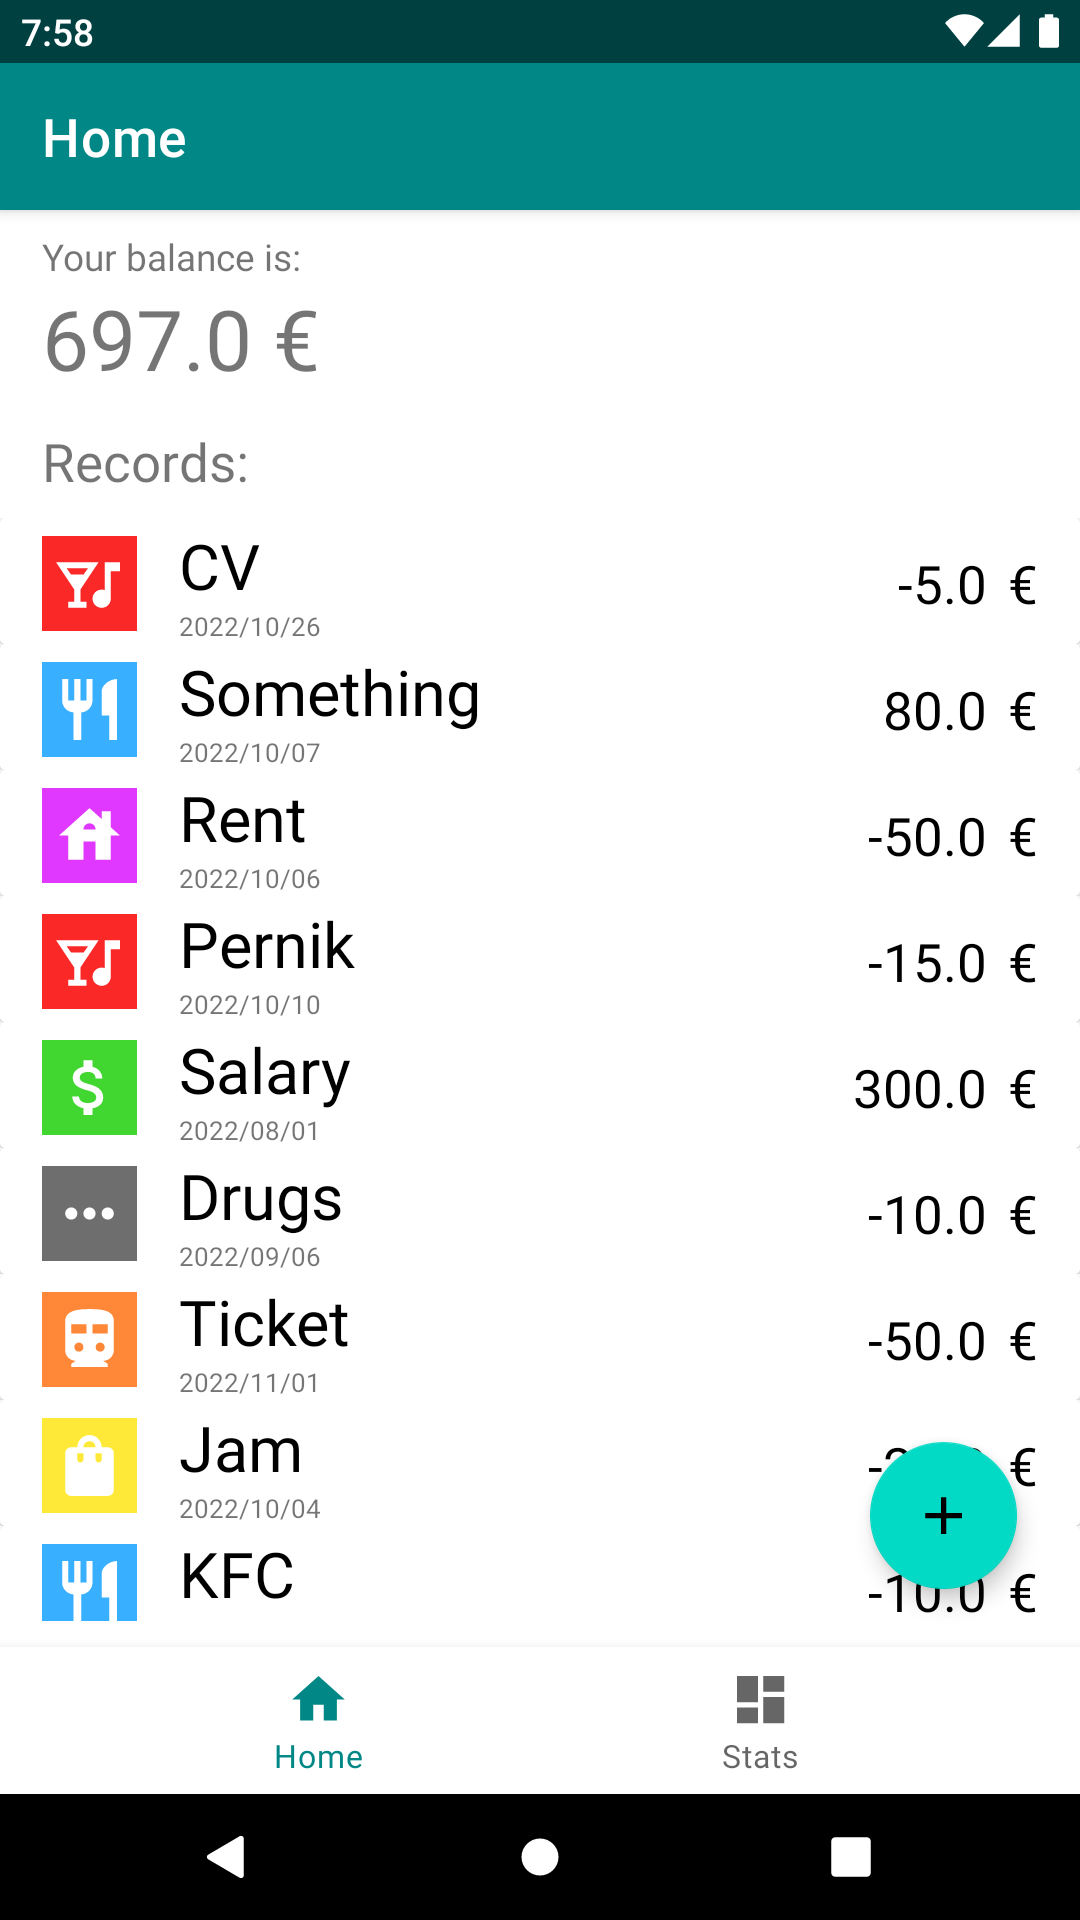 7:58
Home
Your balance is:
697.0 €
Records:
CV
-5.0 €
2022/10/26
Something
80.0 €
2022/10/07
Rent
-50.0 €
2022/10/06
Pernik
-15.0 €
2022/10/10
Salary
300.0 €
2022/08/01
Drugs
-10.0 €
2022/09/06
Ticket
-50.0 €
2022/11/01
Jam
€
2022/10/04
KFC
-10.0 €
Home
Stats